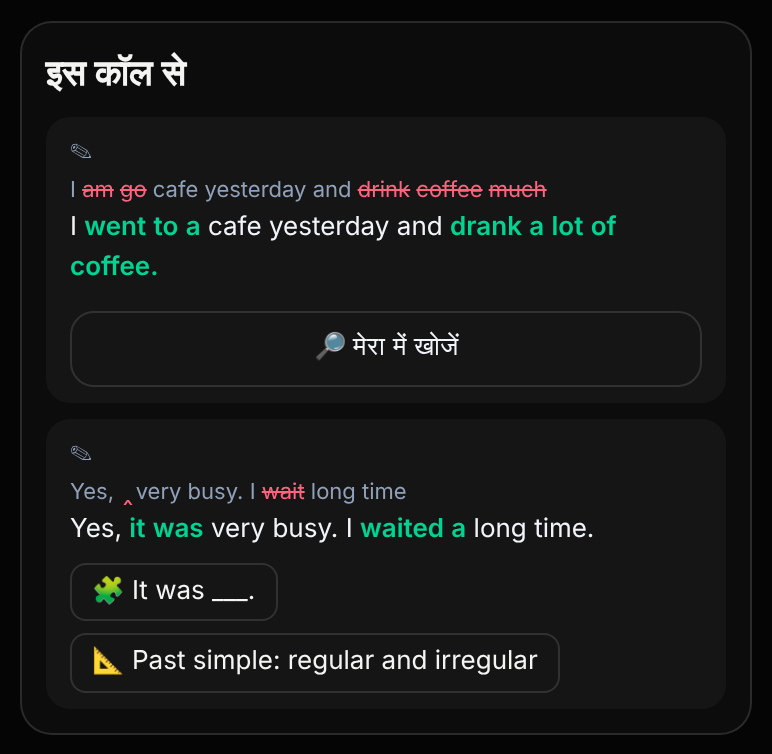 इस कॉल से
✎
I am go cafe yesterday and drink coffee much
I went to a cafe yesterday and drank a lot of
coffee.
🔎 मेरा में खोजें
✎
Yes, ‸very busy. I wait long time
Yes, it was very busy. I waited a long time.
🧩 It was ___.
📐 Past simple: regular and irregular